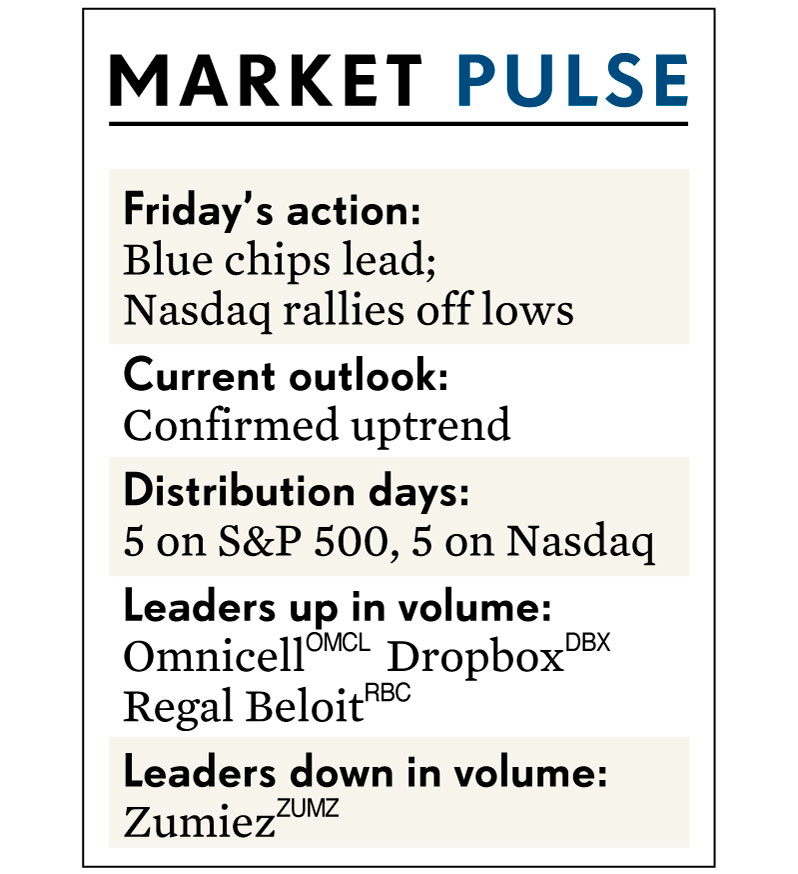 MARKET PULSE
Friday’s action:
Blue chips lead;
Nasdaq rallies off lows
Current outlook:
Confirmed uptrend
Distribution days:
5 on S&P 500, 5 on Nasdaq
Leaders up in volume:
Omnicell OMCL Dropbox DBX
Regal Beloit RBC
Leaders down in volume:
Zumiez ZUMZ